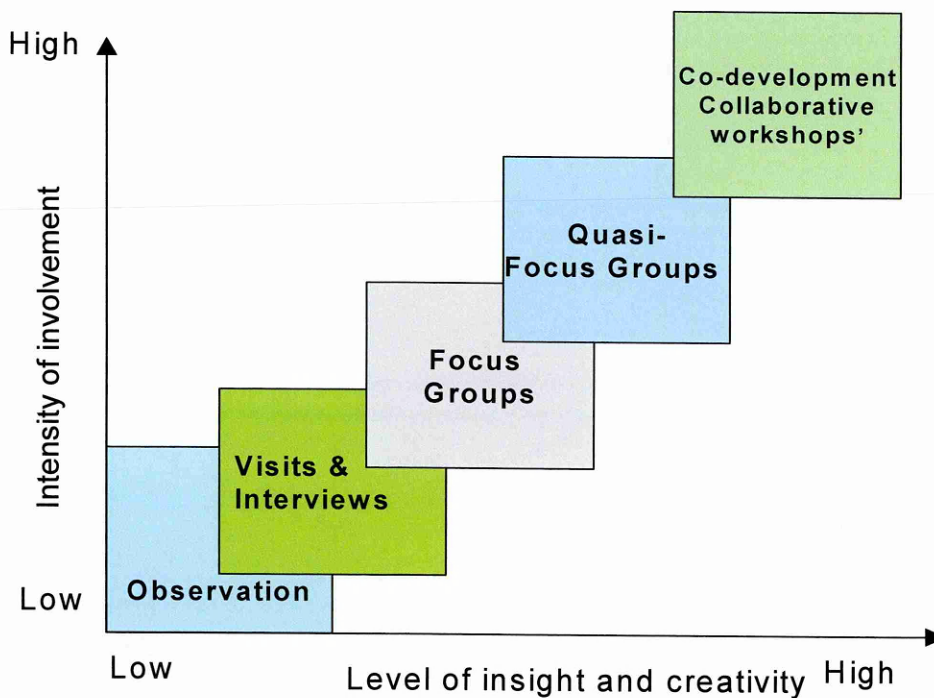 High
Co-development
Collaborative
workshops’
Quasi-
Focus Groups
Focus
Groups
Visits &
Interviews
Observation
Intensity of involvement
Low
Low
Level of insight and creativity
High